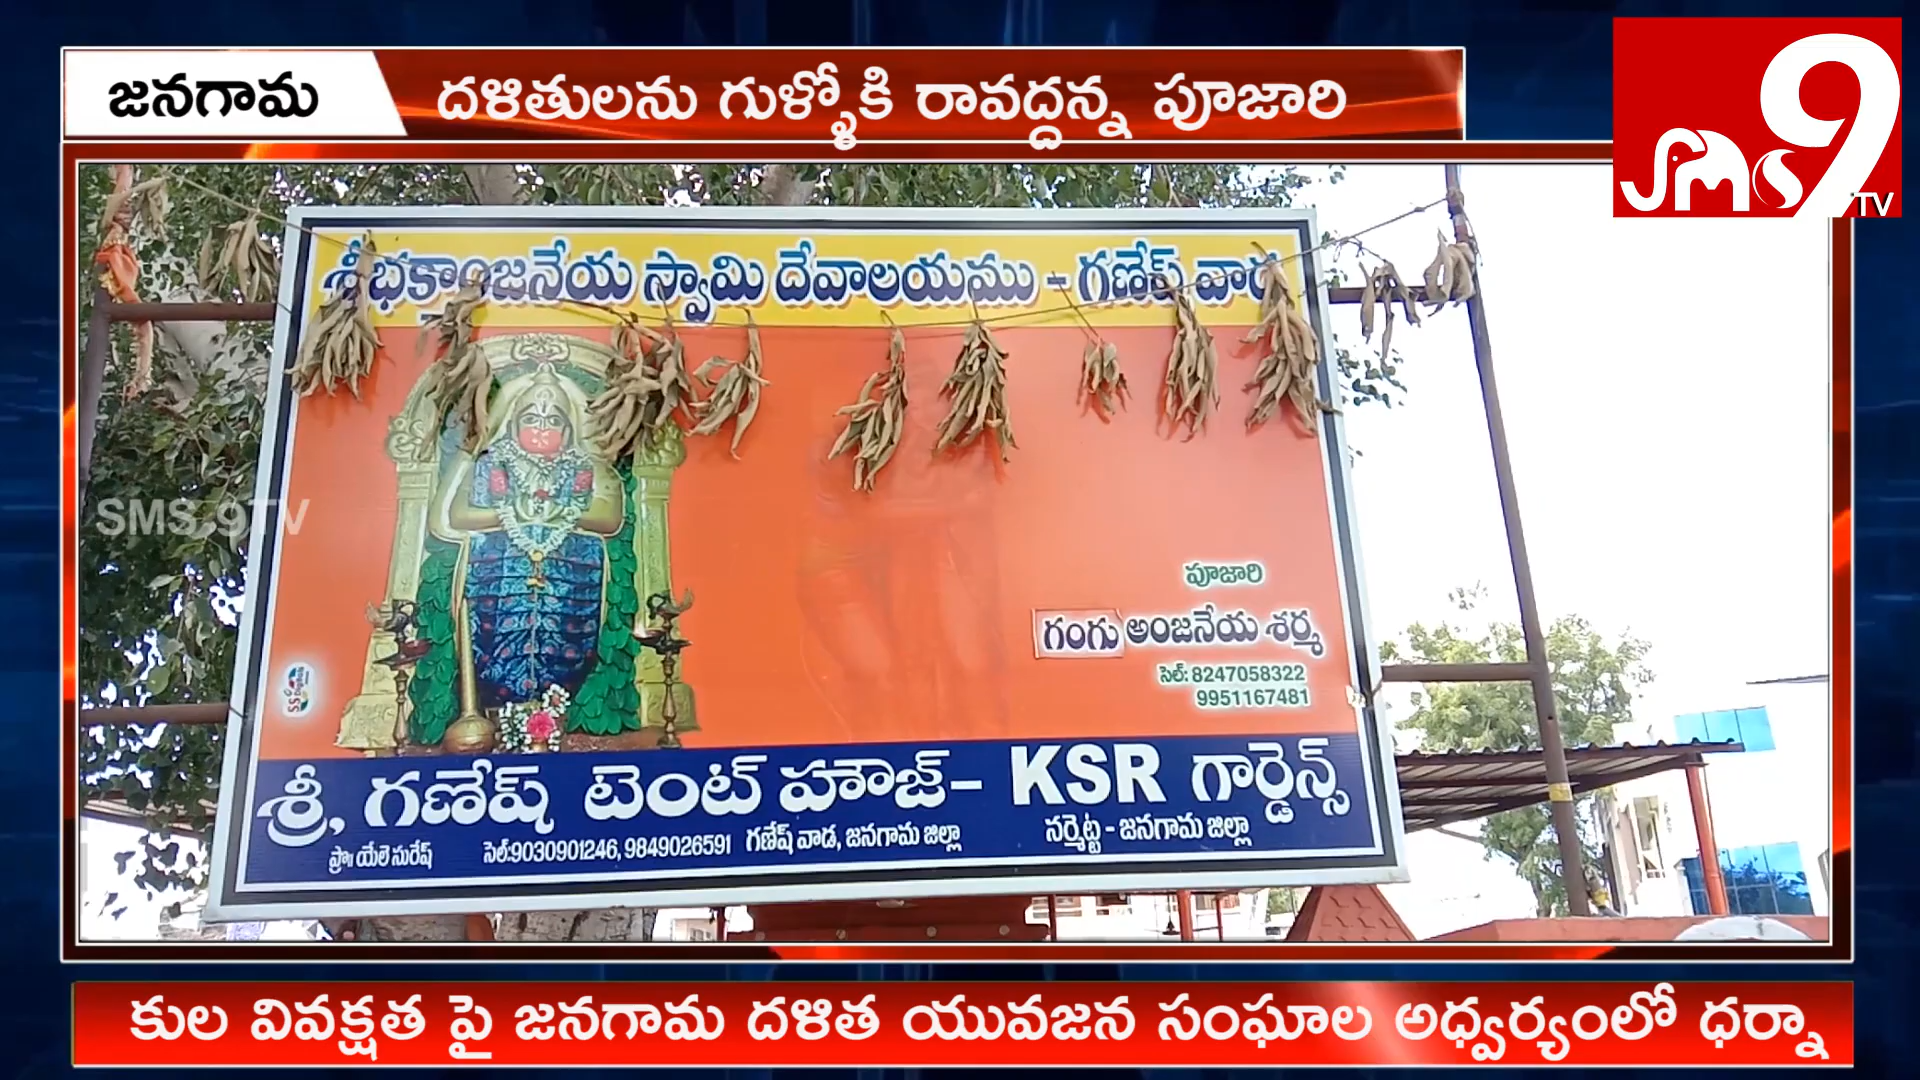 జనగామ
దళితులను గుళ్ళోకి రావద్దన్న పూజారి
SMS 9 TV
శ్రీభక్తాంజనేయ స్వామి దేవాలయము - గణేష్ వాడ
SMS 9TV
పూజారి
గంగు అంజనేయ శర్మ
సెల్: 8247058322
9951167481
శ్రీ, గణేష్ టెంట్ హౌజ్ - KSR గార్డెన్స్
ప్రొ॥ యేలె సురేష్ సెల్:9030901246, 9849026591 గణేష్ వాడ, జనగామ జిల్లా నర్మెట్ట - జనగామ జిల్లా
కుల వివక్షత పై జనగామ దళిత యువజన సంఘాల అధ్వర్యంలో ధర్నా